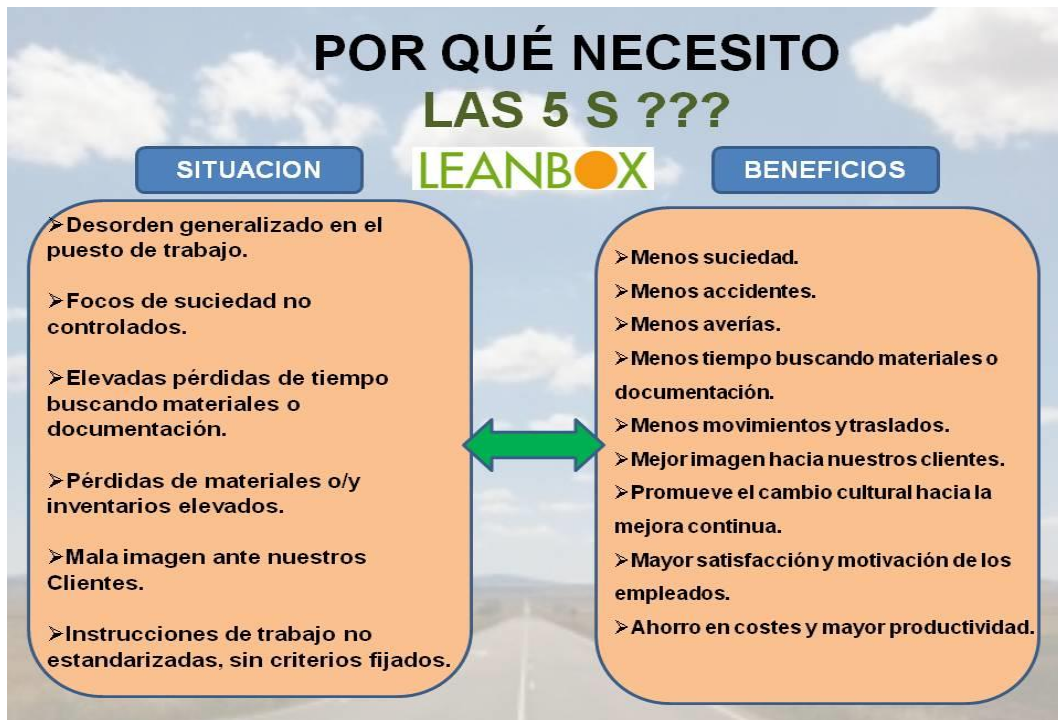 POR QUÉ NECESITO
LAS 5 S ???
SITUACION
LEANBOX
BENEFICIOS
➢Desorden generalizado en el
puesto de trabajo.
➢Focos de suciedad no
controlados.
➢Elevadas pérdidas de tiempo
buscando materiales o
documentación.
➢Pérdidas de materiales o/y
inventarios elevados.
➢Mala imagen ante nuestros
Clientes.
➢Instrucciones de trabajo no
estandarizadas, sin criterios fijados.
➢Menos suciedad.
➢Menos accidentes.
➢Menos averías.
➢Menos tiempo buscando materiales o
documentación.
➢Menos movimientos y traslados.
➢Mejor imagen hacia nuestros clientes.
➢Promueve el cambio cultural hacia la
mejora continua.
➢Mayor satisfacción y motivación de los
empleados.
➢Ahorro en costes y mayor productividad.